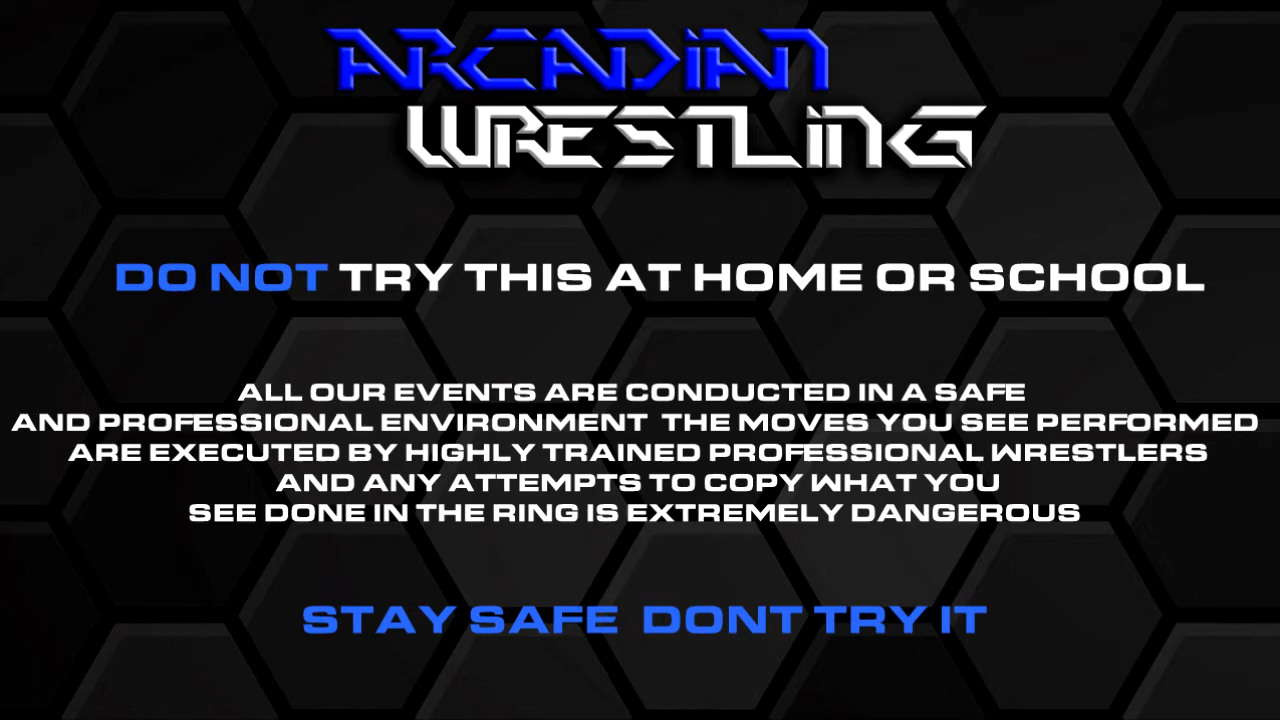 ARCADiAN
WRESTLiNG
DO NOT TRY THIS AT HOME OR SCHOOL
ALL OUR EVENTS ARE CONDUCTED IN A SAFE
AND PROFESSIONAL ENVIRONMENT  THE MOVES YOU SEE PERFORMED
ARE EXECUTED BY HIGHLY TRAINED PROFESSIONAL WRESTLERS
AND ANY ATTEMPTS TO COPY WHAT YOU
SEE DONE IN THE RING IS EXTREMELY DANGEROUS
STAY SAFE  DONT TRY IT